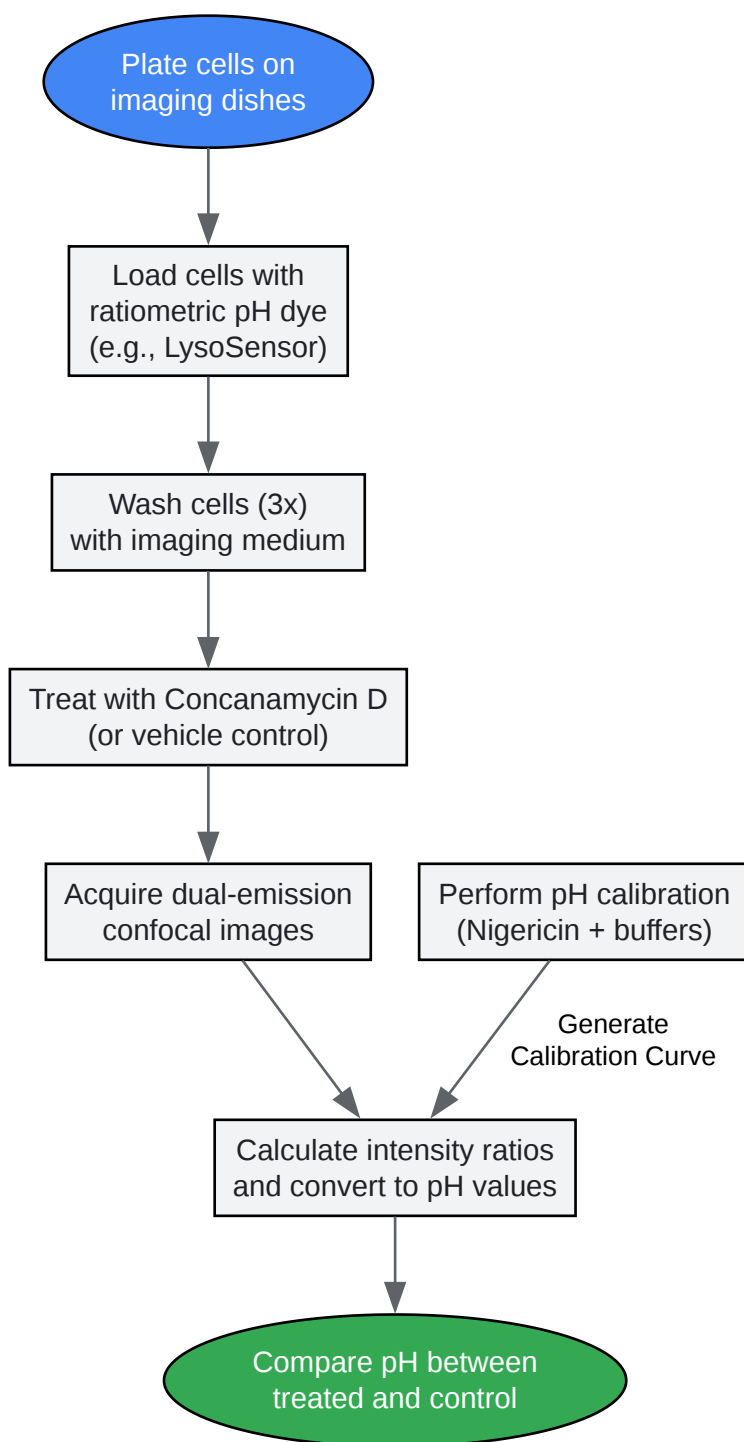 Plate cells on
imaging dishes
Load cells with
ratiometric pH dye
(e.g., LysoSensor)
Wash cells (3x)
with imaging medium
Treat with Concanamycin D
(or vehicle control)
Acquire dual-emission
confocal images
Perform pH calibration
(Nigericin + buffers)
Generate
Calibration Curve
Calculate intensity ratios
and convert to pH values
Compare pH between
treated and control